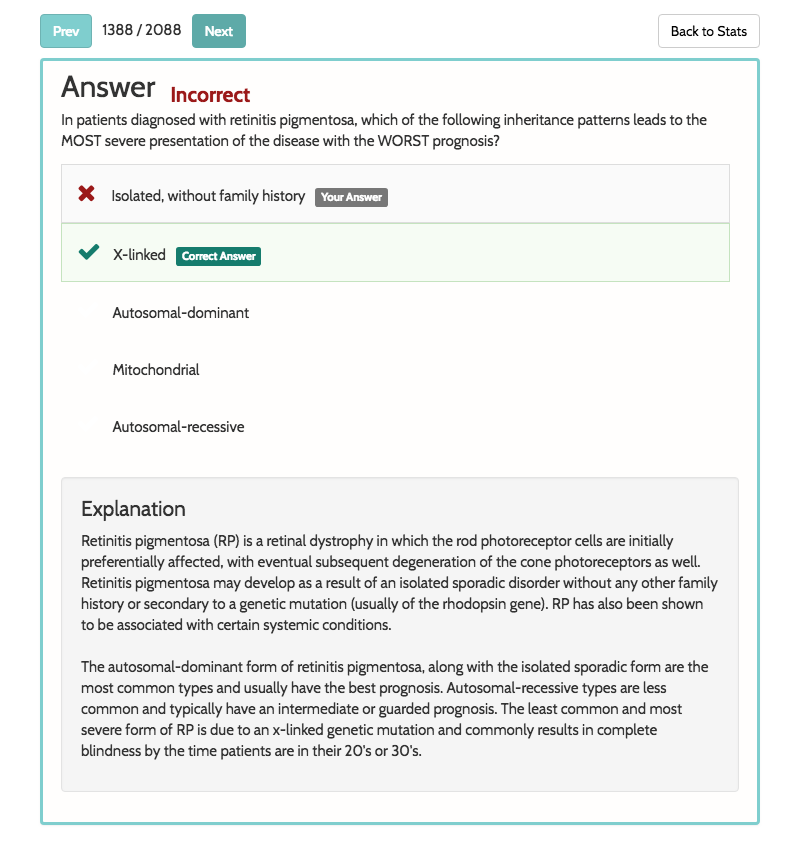 Prev 1388 / 2088 Next Back to Stats
Answer Incorrect
In patients diagnosed with retinitis pigmentosa, which of the following inheritance patterns leads to the
MOST severe presentation of the disease with the WORST prognosis?
Isolated, without family history Your Answer
X-linked Correct Answer
Autosomal-dominant
Mitochondrial
Autosomal-recessive
Explanation
Retinitis pigmentosa (RP) is a retinal dystrophy in which the rod photoreceptor cells are initially
preferentially affected, with eventual subsequent degeneration of the cone photoreceptors as well.
Retinitis pigmentosa may develop as a result of an isolated sporadic disorder without any other family
history or secondary to a genetic mutation (usually of the rhodopsin gene). RP has also been shown
to be associated with certain systemic conditions.
The autosomal-dominant form of retinitis pigmentosa, along with the isolated sporadic form are the
most common types and usually have the best prognosis. Autosomal-recessive types are less
common and typically have an intermediate or guarded prognosis. The least common and most
severe form of RP is due to an x-linked genetic mutation and commonly results in complete
blindness by the time patients are in their 20's or 30's.